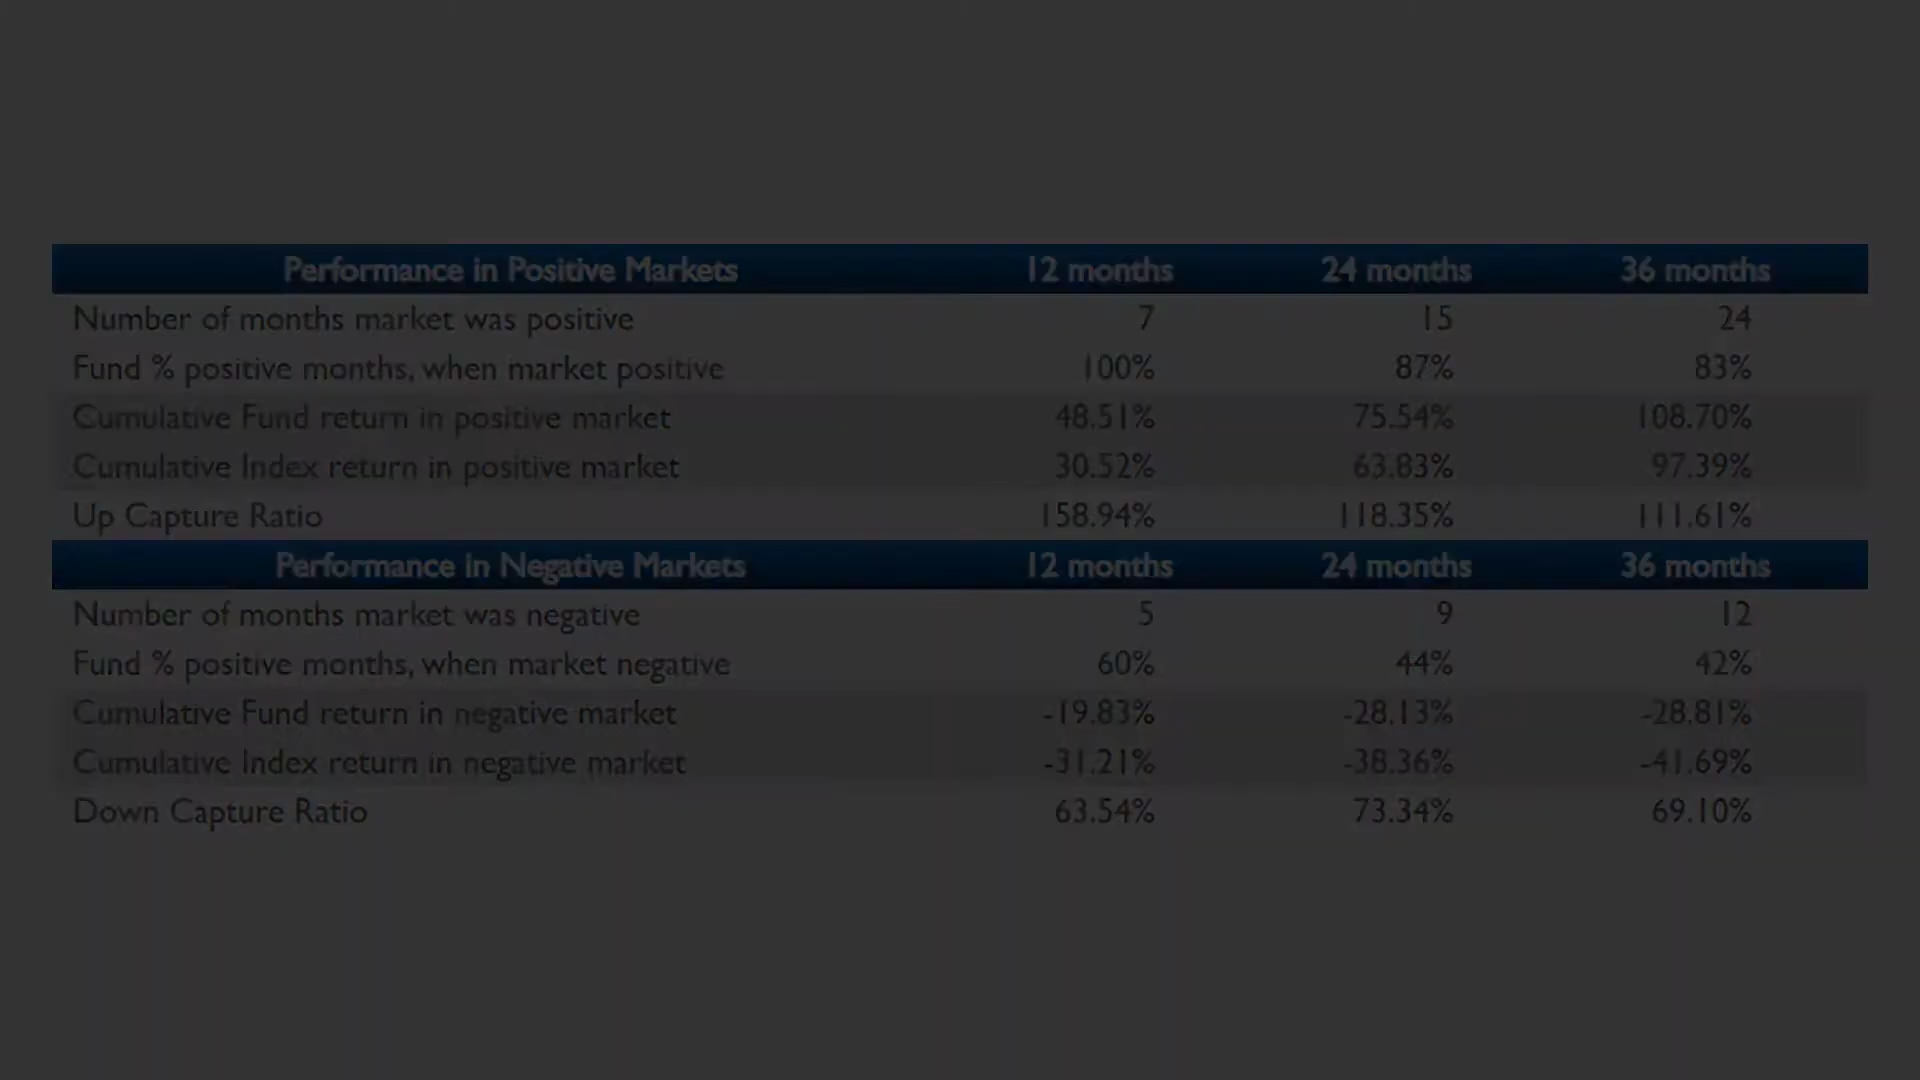 Performance in Positive Markets 12 months 24 months 36 months
Number of months market was positive 7 15 24
Fund % positive months, when market positive 100% 87% 83%
Cumulative Fund return in positive market 48.51% 75.54% 108.70%
Cumulative Index return in positive market 30.52% 63.83% 97.39%
Up Capture Ratio 158.94% 118.35% 111.61%
Performance in Negative Markets 12 months 24 months 36 months
Number of months market was negative 5 9 12
Fund % positive months, when market negative 60% 44% 42%
Cumulative Fund return in negative market -19.83% -28.13% -28.81%
Cumulative Index return in negative market -31.21% -38.36% -41.69%
Down Capture Ratio 63.54% 73.34% 69.10%